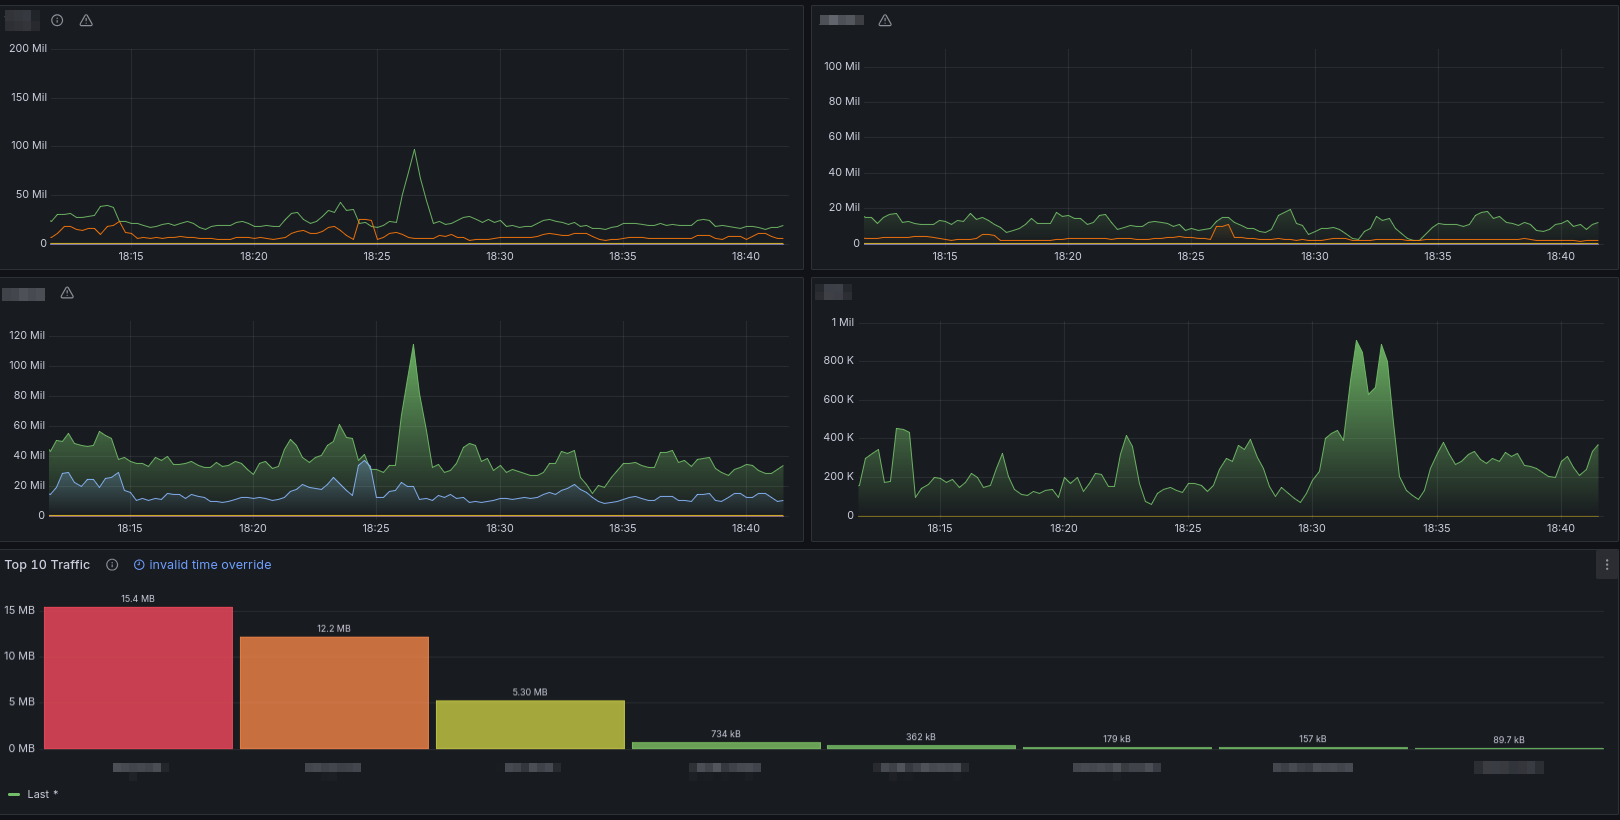 200 Mil
150 Mil
100 Mil
50 Mil
0
18:15 18:20 18:25 18:30 18:35 18:40
100 Mil
80 Mil
60 Mil
40 Mil
20 Mil
0
18:15 18:20 18:25 18:30 18:35 18:40
120 Mil
100 Mil
80 Mil
60 Mil
40 Mil
20 Mil
0
18:15 18:20 18:25 18:30 18:35 18:40
1 Mil
800 K
600 K
400 K
200 K
0
18:15 18:20 18:25 18:30 18:35 18:40
Top 10 Traffic invalid time override
15 MB
10 MB
5 MB
0 MB
15.4 MB
12.2 MB
5.30 MB
734 kB
362 kB
179 kB
157 kB
89.7 kB
Last *